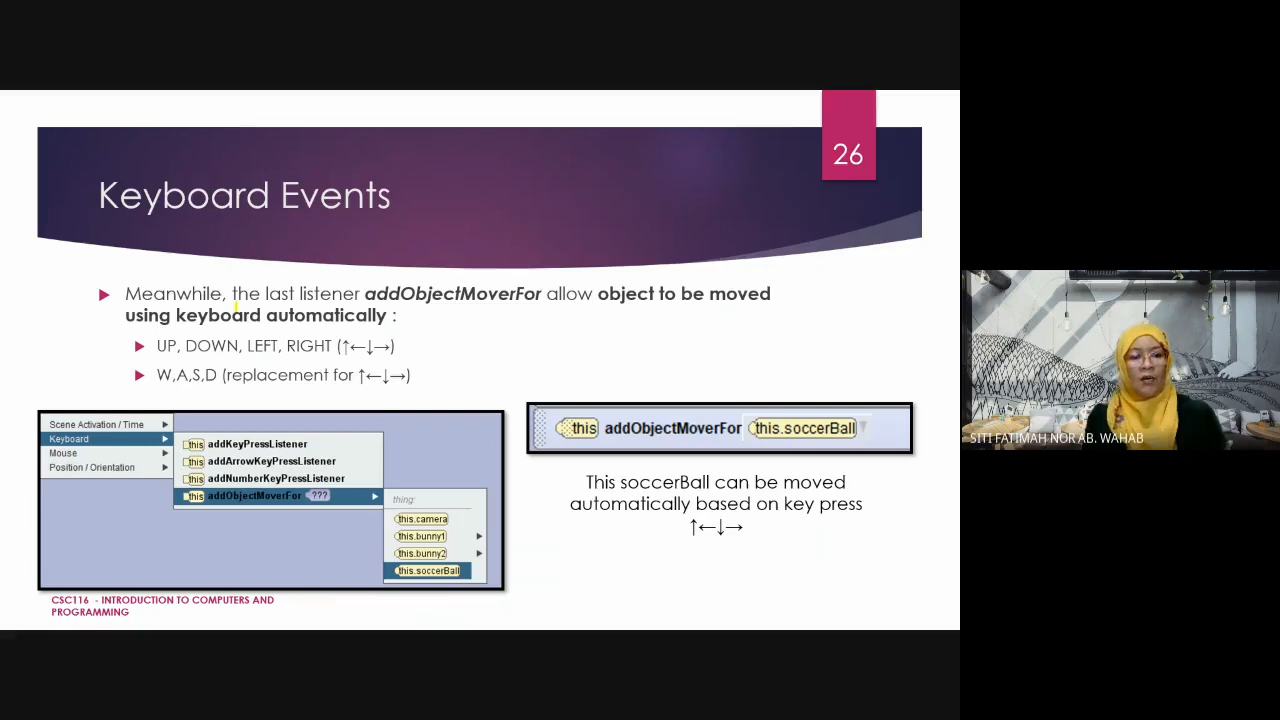 26
Keyboard Events
Meanwhile, the last listener addObjectMoverFor allow object to be moved
using keyboard automatically :
UP, DOWN, LEFT, RIGHT (↑←↓→)
W,A,S,D (replacement for ↑←↓→)
Scene Activation / Time
Keyboard
Mouse
Position / Orientation
this addKeyPressListener
this addArrowKeyPressListener
this addNumberKeyPressListener
this addObjectMoverFor ???
thing:
this.camera
this.bunny1
this.bunny2
this.soccerBall
this addObjectMoverFor this.soccerBall
This soccerBall can be moved
automatically based on key press
↑←↓→
CSC116 - INTRODUCTION TO COMPUTERS AND
PROGRAMMING
SITI FATIMAH NOR AB. WAHAB